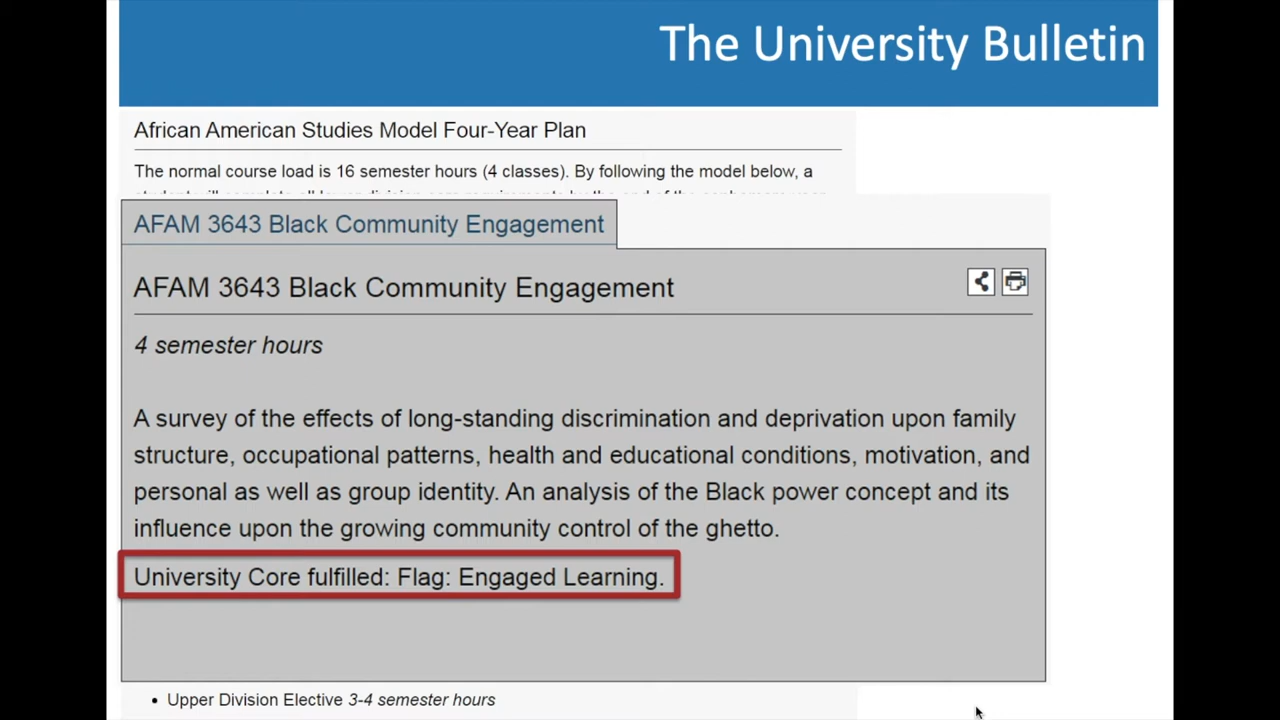 The University Bulletin
African American Studies Model Four-Year Plan
The normal course load is 16 semester hours (4 classes). By following the model below, a
AFAM 3643 Black Community Engagement
AFAM 3643 Black Community Engagement
4 semester hours
A survey of the effects of long-standing discrimination and deprivation upon family
structure, occupational patterns, health and educational conditions, motivation, and
personal as well as group identity. An analysis of the Black power concept and its
influence upon the growing community control of the ghetto.
University Core fulfilled: Flag: Engaged Learning.
• Upper Division Elective 3-4 semester hours